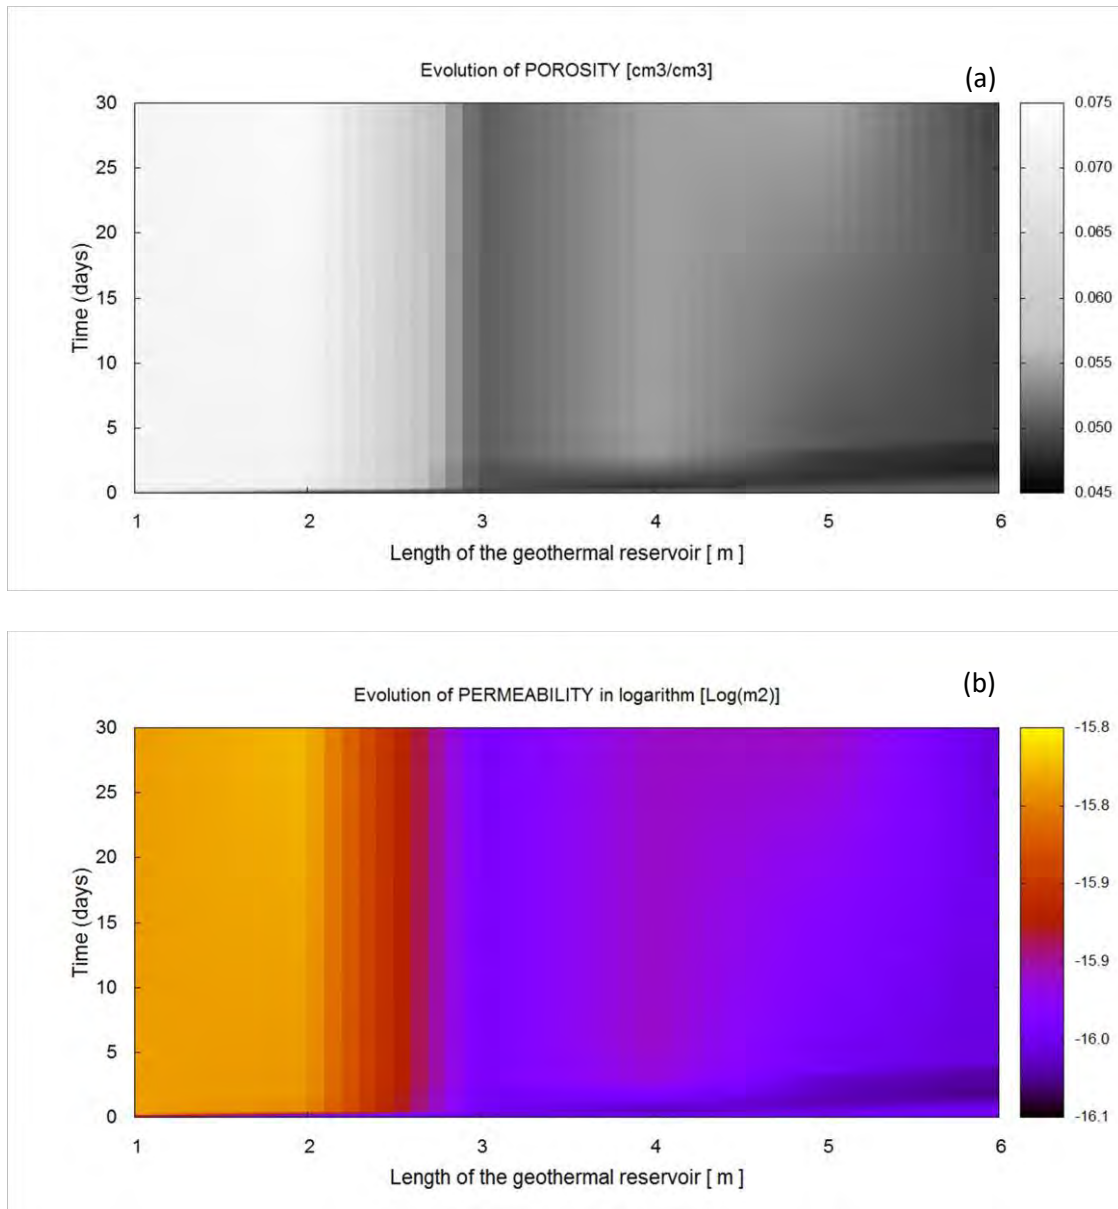 Evolution of POROSITY [cm3/cm3]
(a)
30
25
20
15
10
5
0
Time (days)
1 2 3 4 5 6
Length of the geothermal reservoir [ m ]
0.075
0.070
0.065
0.060
0.055
0.050
0.045
Evolution of PERMEABILITY in logarithm [Log(m2)]
(b)
30
25
20
15
10
5
0
Time (days)
1 2 3 4 5 6
Length of the geothermal reservoir [ m ]
-15.8
-15.8
-15.9
-15.9
-16.0
-16.1